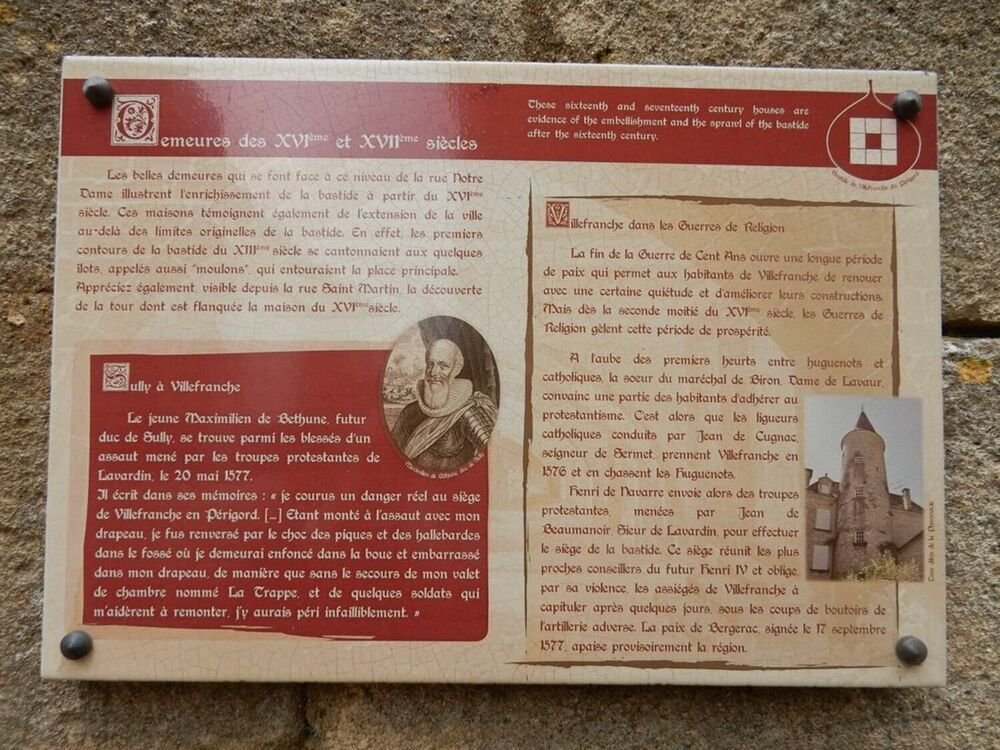 Demeures des XVIème et XVIIème siècles
These sixteenth and seventeenth century houses are
evidence of the embellishment and the sprawl of the bastide
after the sixteenth century.
Bastide de Villefranche du Périgord
Les belles demeures qui se font face à ce niveau de la rue Notre
Dame illustrent l'enrichissement de la bastide à partir du XVIème
siècle. Ces maisons témoignent également de l'extension de la ville
au-delà des limites originelles de la bastide. En effet, les premiers
contours de la bastide du XIIIème siècle se cantonnaient aux quelques
îlots, appelés aussi "moulons", qui entouraient la place principale.
Appréciez également, visible depuis la rue Saint Martin, la découverte
de la tour dont est flanquée la maison du XVIème siècle.
Sully à Villefranche
Le jeune Maximilien de Bethune, futur
duc de Sully, se trouve parmi les blessés d'un
assaut mené par les troupes protestantes de
Lavardin, le 20 mai 1577.
Il écrit dans ses mémoires : « je courus un danger réel au siège
de Villefranche en Périgord. [...] Etant monté à l'assaut avec mon
drapeau, je fus renversé par le choc des piques et des hallebardes
dans le fossé où je demeurai enfoncé dans la boue et embarrassé
dans mon drapeau, de manière que sans le secours de mon valet
de chambre nommé La Trappe, et de quelques soldats qui
m'aidèrent à remonter, j'y aurais péri infailliblement. »
Maximilien de Béthune, duc de Sully
Villefranche dans les Guerres de Religion
La fin de la Guerre de Cent Ans ouvre une longue période
de paix qui permet aux habitants de Villefranche de renouer
avec une certaine quiétude et d'améliorer leurs constructions.
Mais dès la seconde moitié du XVIème siècle, les Guerres de
Religion gèlent cette période de prospérité.
A l'aube des premiers heurts entre huguenots et
catholiques, la soeur du maréchal de Biron, Dame de Lavaur,
convainc une partie des habitants d'adhérer au
protestantisme. C'est alors que les ligueurs
catholiques conduits par Jean de Cugnac,
seigneur de Sermet, prennent Villefranche en
1576 et en chassent les Huguenots.
Henri de Navarre envoie alors des troupes
protestantes, menées par Jean de
Beaumanoir, Sieur de Lavardin, pour effectuer
le siège de la bastide. Ce siège réunit les plus
proches conseillers du futur Henri IV et oblige,
par sa violence, les assiégés de Villefranche à
capituler après quelques jours, sous les coups de boutoirs de
l'artillerie adverse. La paix de Bergerac, signée le 17 septembre
1577, apaise provisoirement la région.